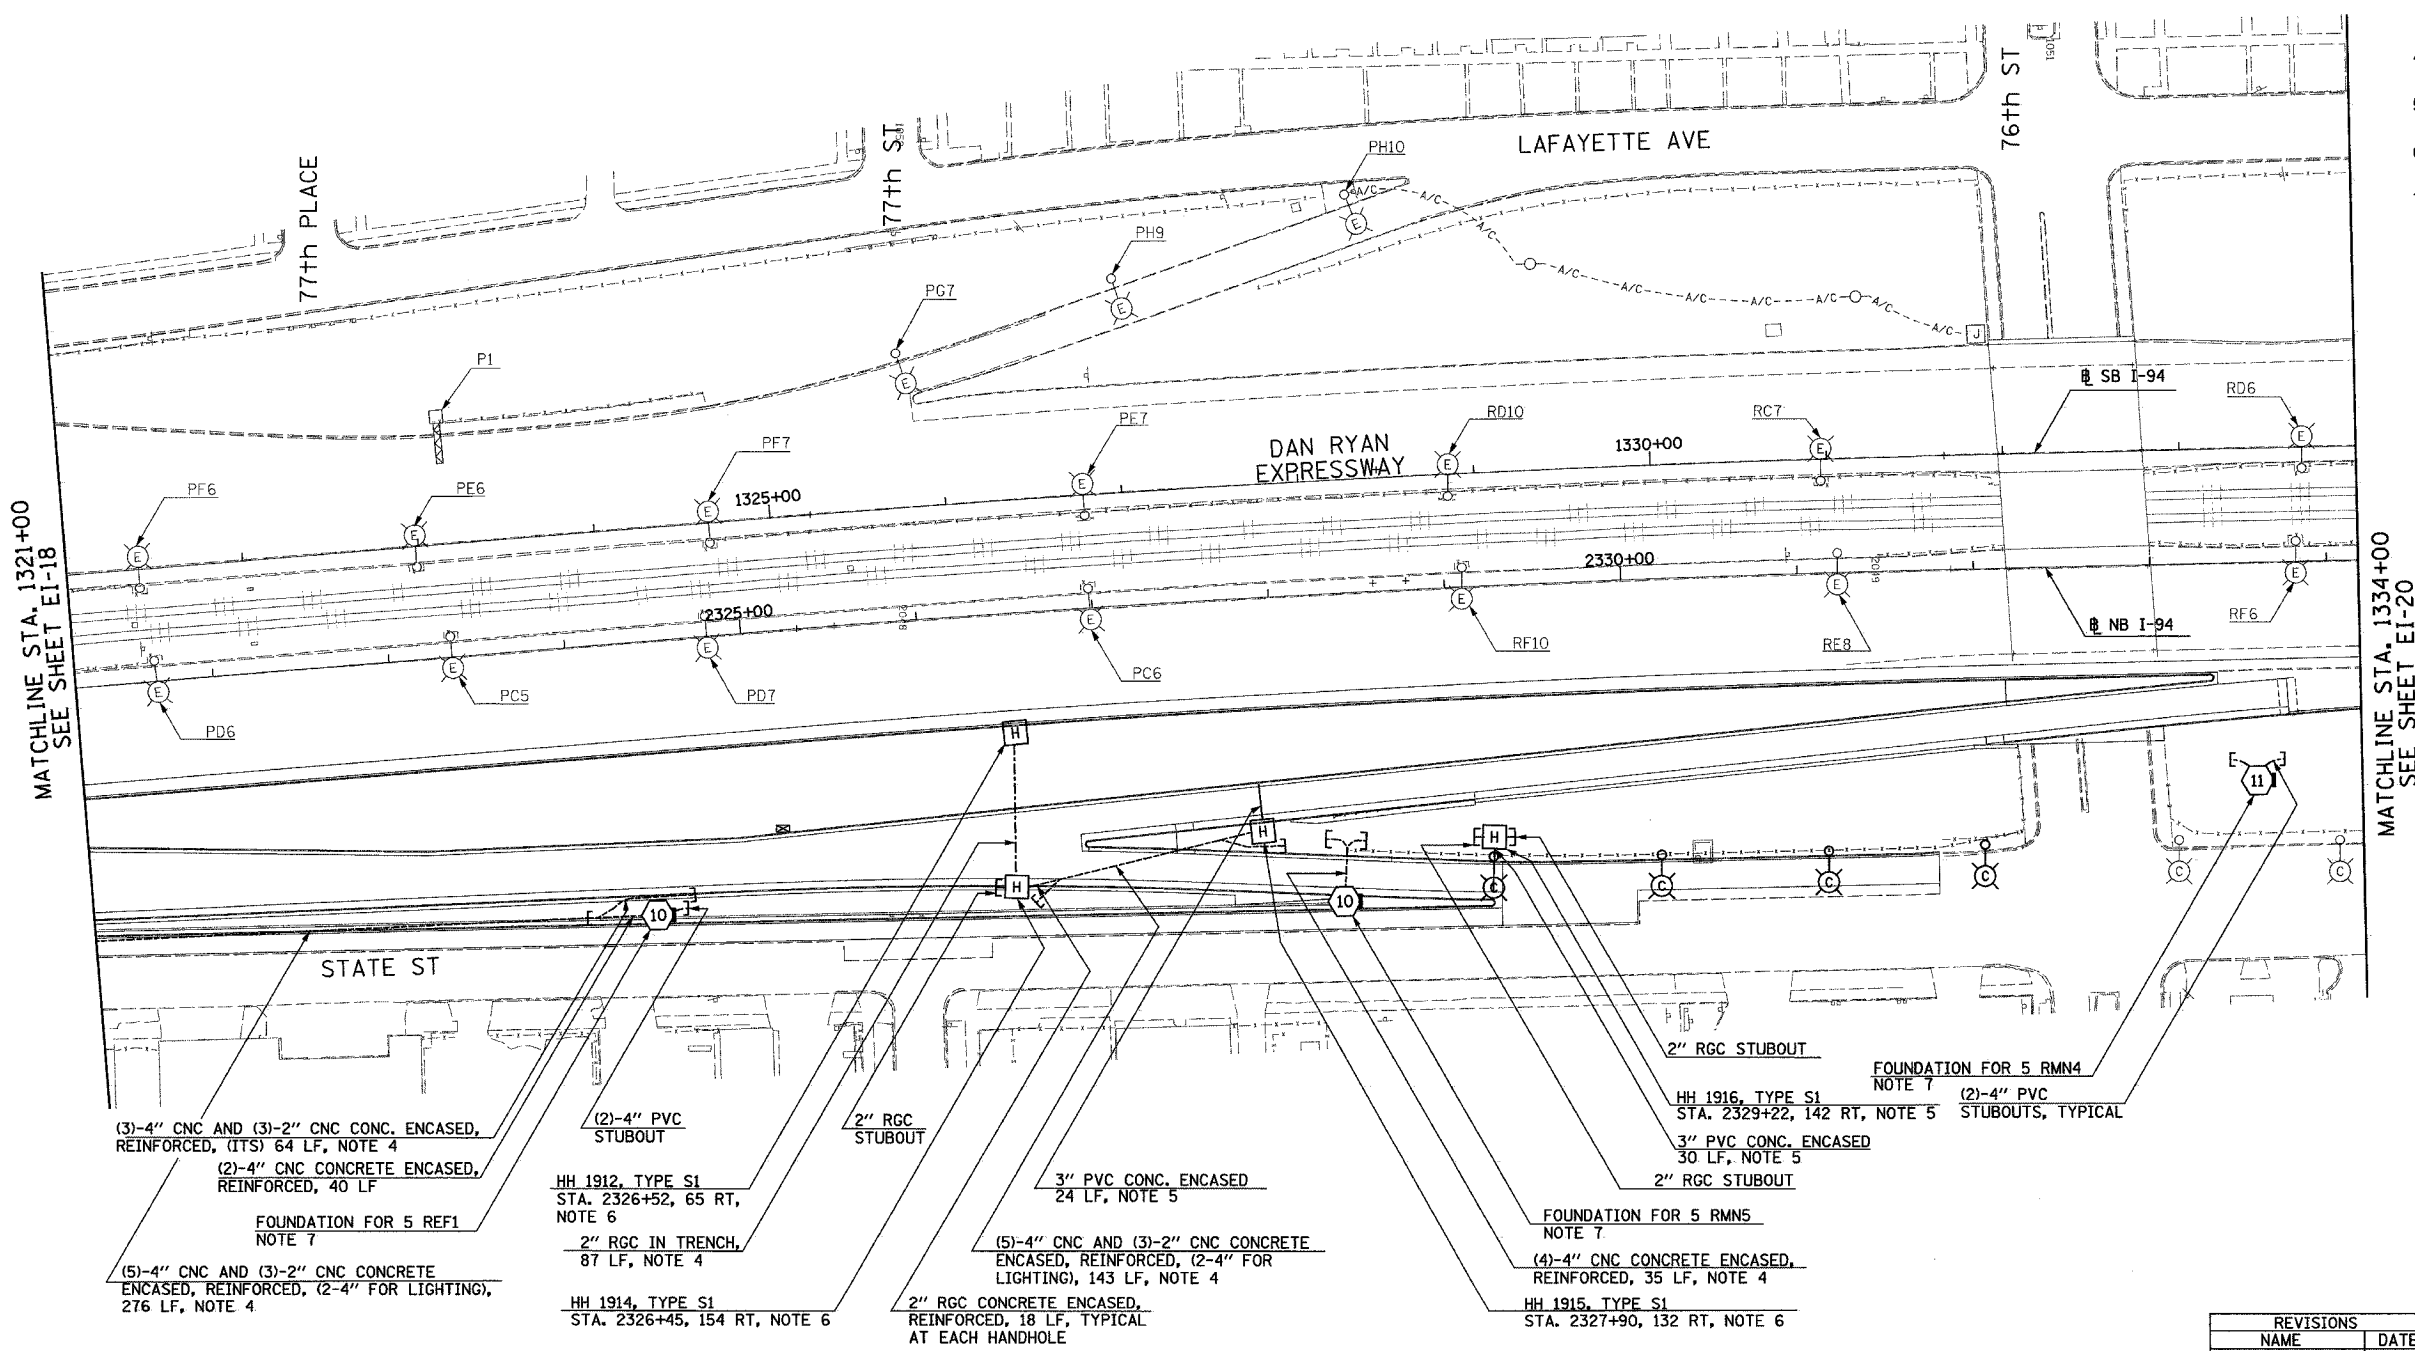 76th ST
1051
LAFAYETTE AVE
77th ST
1050
77th PLACE
PH10
A/C
A/C
A/C
A/C
A/C
A/C
A/C
A/C
A/C
A/C
J
PH9
E
E
PG7
E
P1
℄ SB I-94
RD6
E
RC7
E
RD10
E
PE7
E
PF7
E
PE6
E
PF6
E
DAN RYAN
EXPRESSWAY
1330+00
1325+00
2330+00
2325+00
E
PD6
E
PC5
E
PD7
E
PC6
E
RF10
E
RE8
E
RF6
℄ NB I-94
MATCHLINE STA. 1321+00
SEE SHEET EI-18
MATCHLINE STA. 1334+00
SEE SHEET EI-20
H
H
H
H
10
10
11
C
C
C
C
C
C
STATE ST
(3)-4" CNC AND (3)-2" CNC CONC. ENCASED,
REINFORCED, (ITS) 64 LF, NOTE 4
(2)-4" CNC CONCRETE ENCASED,
REINFORCED, 40 LF
FOUNDATION FOR 5 REF1
NOTE 7
(5)-4" CNC AND (3)-2" CNC CONCRETE
ENCASED, REINFORCED, (2-4" FOR LIGHTING),
276 LF, NOTE 4
(2)-4" PVC
STUBOUT
HH 1912, TYPE S1
STA. 2326+52, 65 RT,
NOTE 6
2" RGC IN TRENCH,
87 LF, NOTE 4
HH 1914, TYPE S1
STA. 2326+45, 154 RT, NOTE 6
2" RGC
STUBOUT
3" PVC CONC. ENCASED
24 LF, NOTE 5
(5)-4" CNC AND (3)-2" CNC CONCRETE
ENCASED, REINFORCED, (2-4" FOR
LIGHTING), 143 LF, NOTE 4
2" RGC CONCRETE ENCASED,
REINFORCED, 18 LF, TYPICAL
AT EACH HANDHOLE
2" RGC STUBOUT
HH 1916, TYPE S1
STA. 2329+22, 142 RT, NOTE 5
3" PVC CONC. ENCASED
30 LF, NOTE 5
2" RGC STUBOUT
FOUNDATION FOR 5 RMN5
NOTE 7
(4)-4" CNC CONCRETE ENCASED,
REINFORCED, 35 LF, NOTE 4
HH 1915, TYPE S1
STA. 2327+90, 132 RT, NOTE 6
FOUNDATION FOR 5 RMN4
NOTE 7
(2)-4" PVC
STUBOUTS, TYPICAL
REVISIONS
NAME DATE